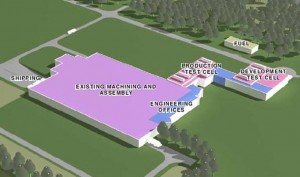 FUEL
PRODUCTION
TEST CELL
DEVELOPMENT
TEST CELL
SHIPPING
EXISTING MACHINING AND
ASSEMBLY
ENGINEERING
OFFICES